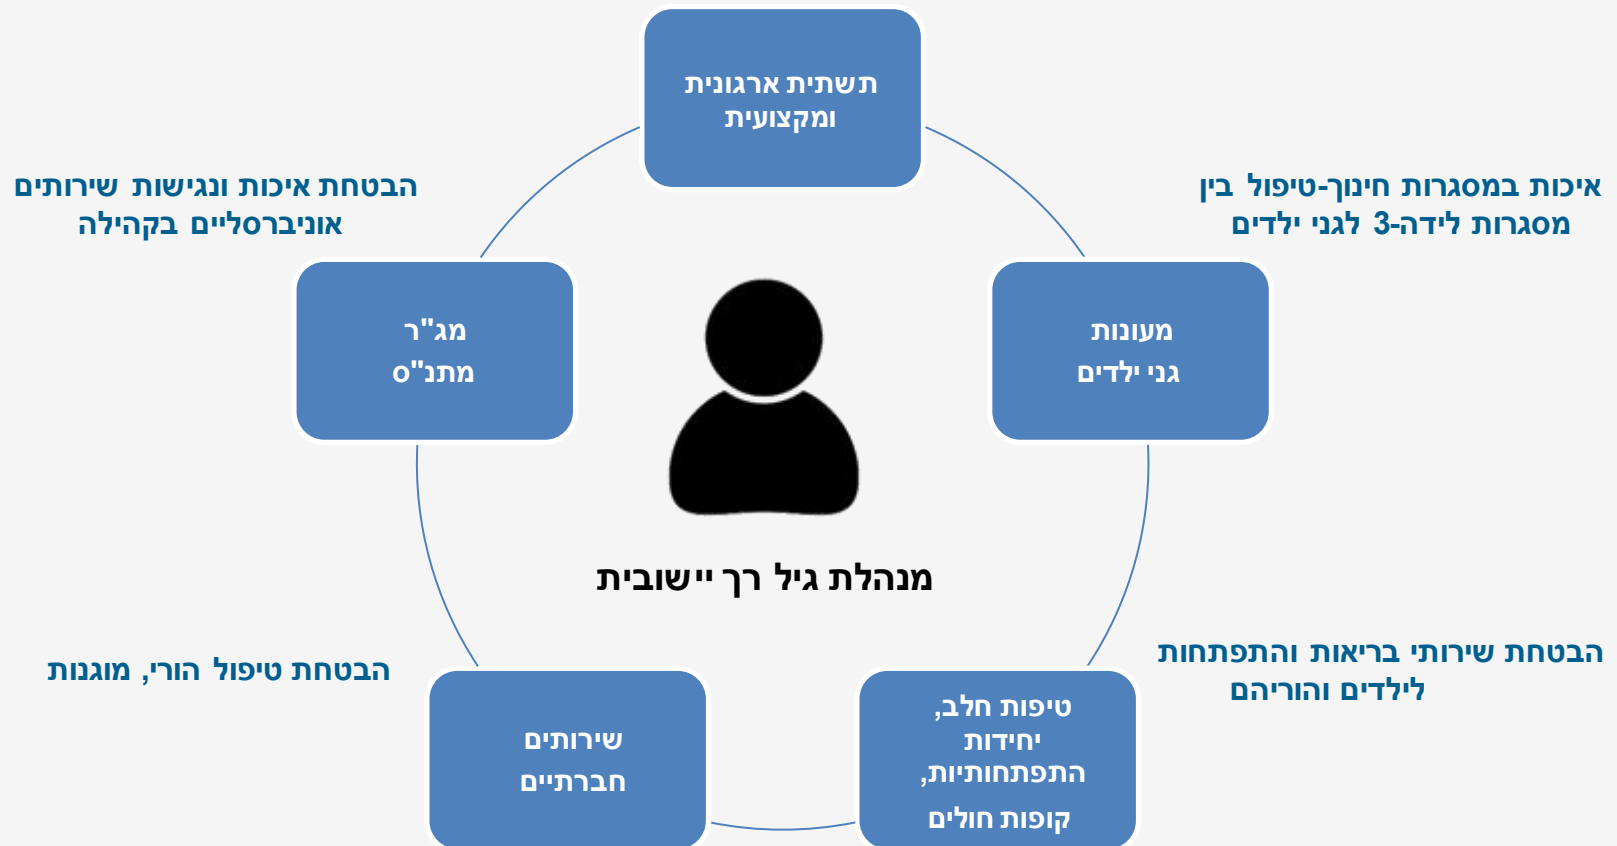 תשתית ארגונית
ומקצועית
איכות במסגרות חינוך-טיפול בין
מסגרות לידה-3 לגני ילדים
מעונות
גני ילדים
הבטחת שירותי בריאות והתפתחות
לילדים והוריהם
טיפות חלב,
יחידות
התפתחותיות,
קופות חולים
שירותים
חברתיים
הבטחת טיפול הורי, מוגנות
מג"ר
מתנ"ס
הבטחת איכות ונגישות שירותים
אוניברסליים בקהילה
מנהלת גיל רך יישובית